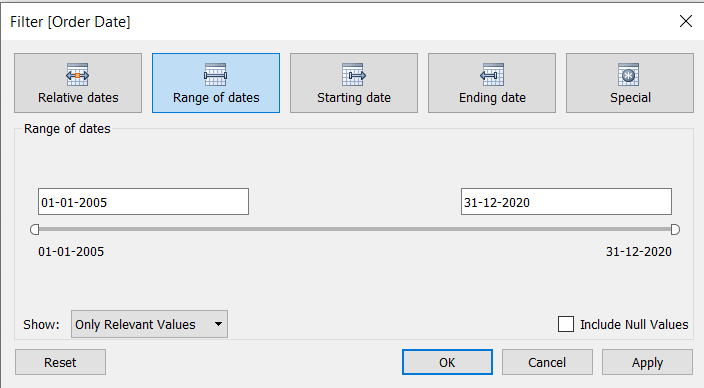 Filter [Order Date]
Relative dates
Range of dates
Starting date
Ending date
Special
Range of dates
01-01-2005
31-12-2020
01-01-2005
31-12-2020
Show:
Only Relevant Values
Include Null Values
Reset
OK
Cancel
Apply